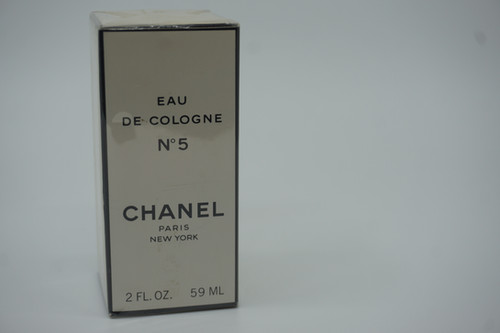 EAU
DE COLOGNE
N°5
CHANEL
PARIS
NEW YORK
2 FL. OZ. 59 ML